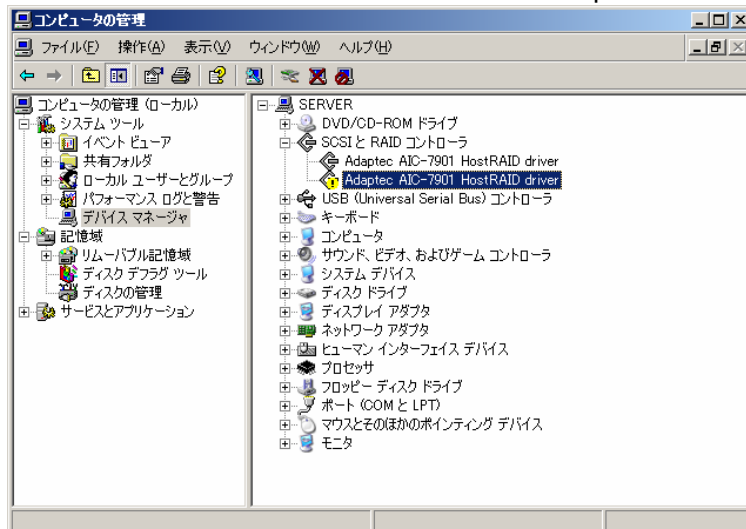 コンピュータの管理
ファイル(F) 操作(A) 表示(V) ウィンドウ(W) ヘルプ(H)
コンピュータの管理 (ローカル)
システム ツール
イベント ビューア
共有フォルダ
ローカル ユーザーとグループ
パフォーマンス ログと警告
デバイス マネージャ
記憶域
リムーバブル記憶域
ディスク デフラグ ツール
ディスクの管理
サービスとアプリケーション
SERVER
DVD/CD-ROM ドライブ
SCSI と RAID コントローラ
Adaptec AIC-7901 HostRAID driver
Adaptec AIC-7901 HostRAID driver
USB (Universal Serial Bus) コントローラ
キーボード
コンピュータ
サウンド、ビデオ、およびゲーム コントローラ
システム デバイス
ディスク ドライブ
ディスプレイ アダプタ
ネットワーク アダプタ
ヒューマン インターフェイス デバイス
プロセッサ
フロッピー ディスク ドライブ
ポート (COM と LPT)
マウスとそのほかのポインティング デバイス
モニタ